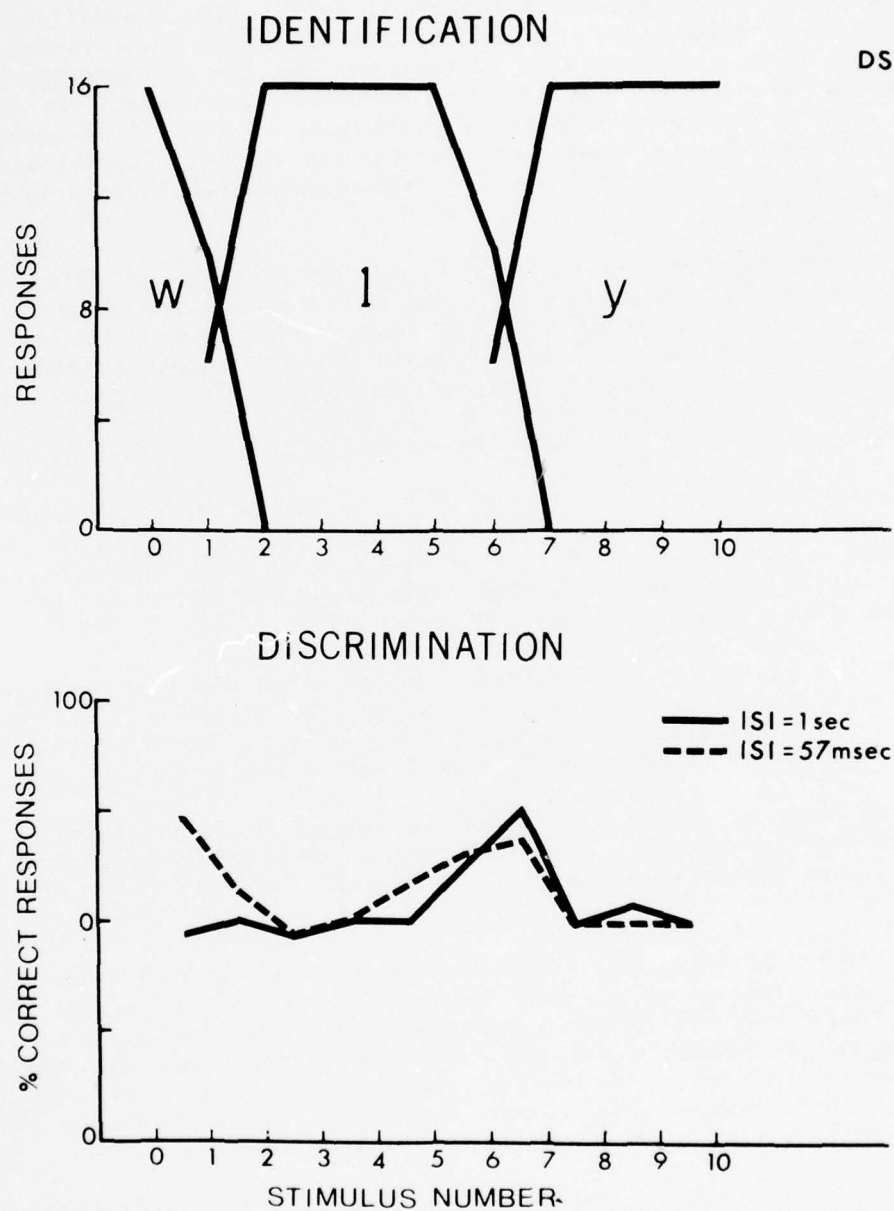 IDENTIFICATION
DS
16
8
0
RESPONSES
w
l
y
0 1 2 3 4 5 6 7 8 9 10
DISCRIMINATION
100
0
0
% CORRECT RESPONSES
ISI = 1 sec
ISI = 57 msec
0 1 2 3 4 5 6 7 8 9 10
STIMULUS NUMBER